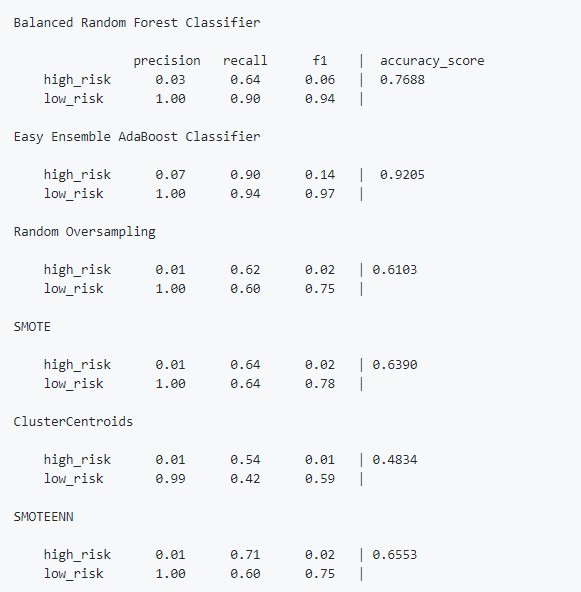 Balanced Random Forest Classifier
precision recall f1 | accuracy_score
high_risk 0.03 0.64 0.06 | 0.7688
low_risk 1.00 0.90 0.94 |
Easy Ensemble AdaBoost Classifier
high_risk 0.07 0.90 0.14 | 0.9205
low_risk 1.00 0.94 0.97 |
Random Oversampling
high_risk 0.01 0.62 0.02 | 0.6103
low_risk 1.00 0.60 0.75 |
SMOTE
high_risk 0.01 0.64 0.02 | 0.6390
low_risk 1.00 0.64 0.78 |
ClusterCentroids
high_risk 0.01 0.54 0.01 | 0.4834
low_risk 0.99 0.42 0.59 |
SMOTEENN
high_risk 0.01 0.71 0.02 | 0.6553
low_risk 1.00 0.60 0.75 |